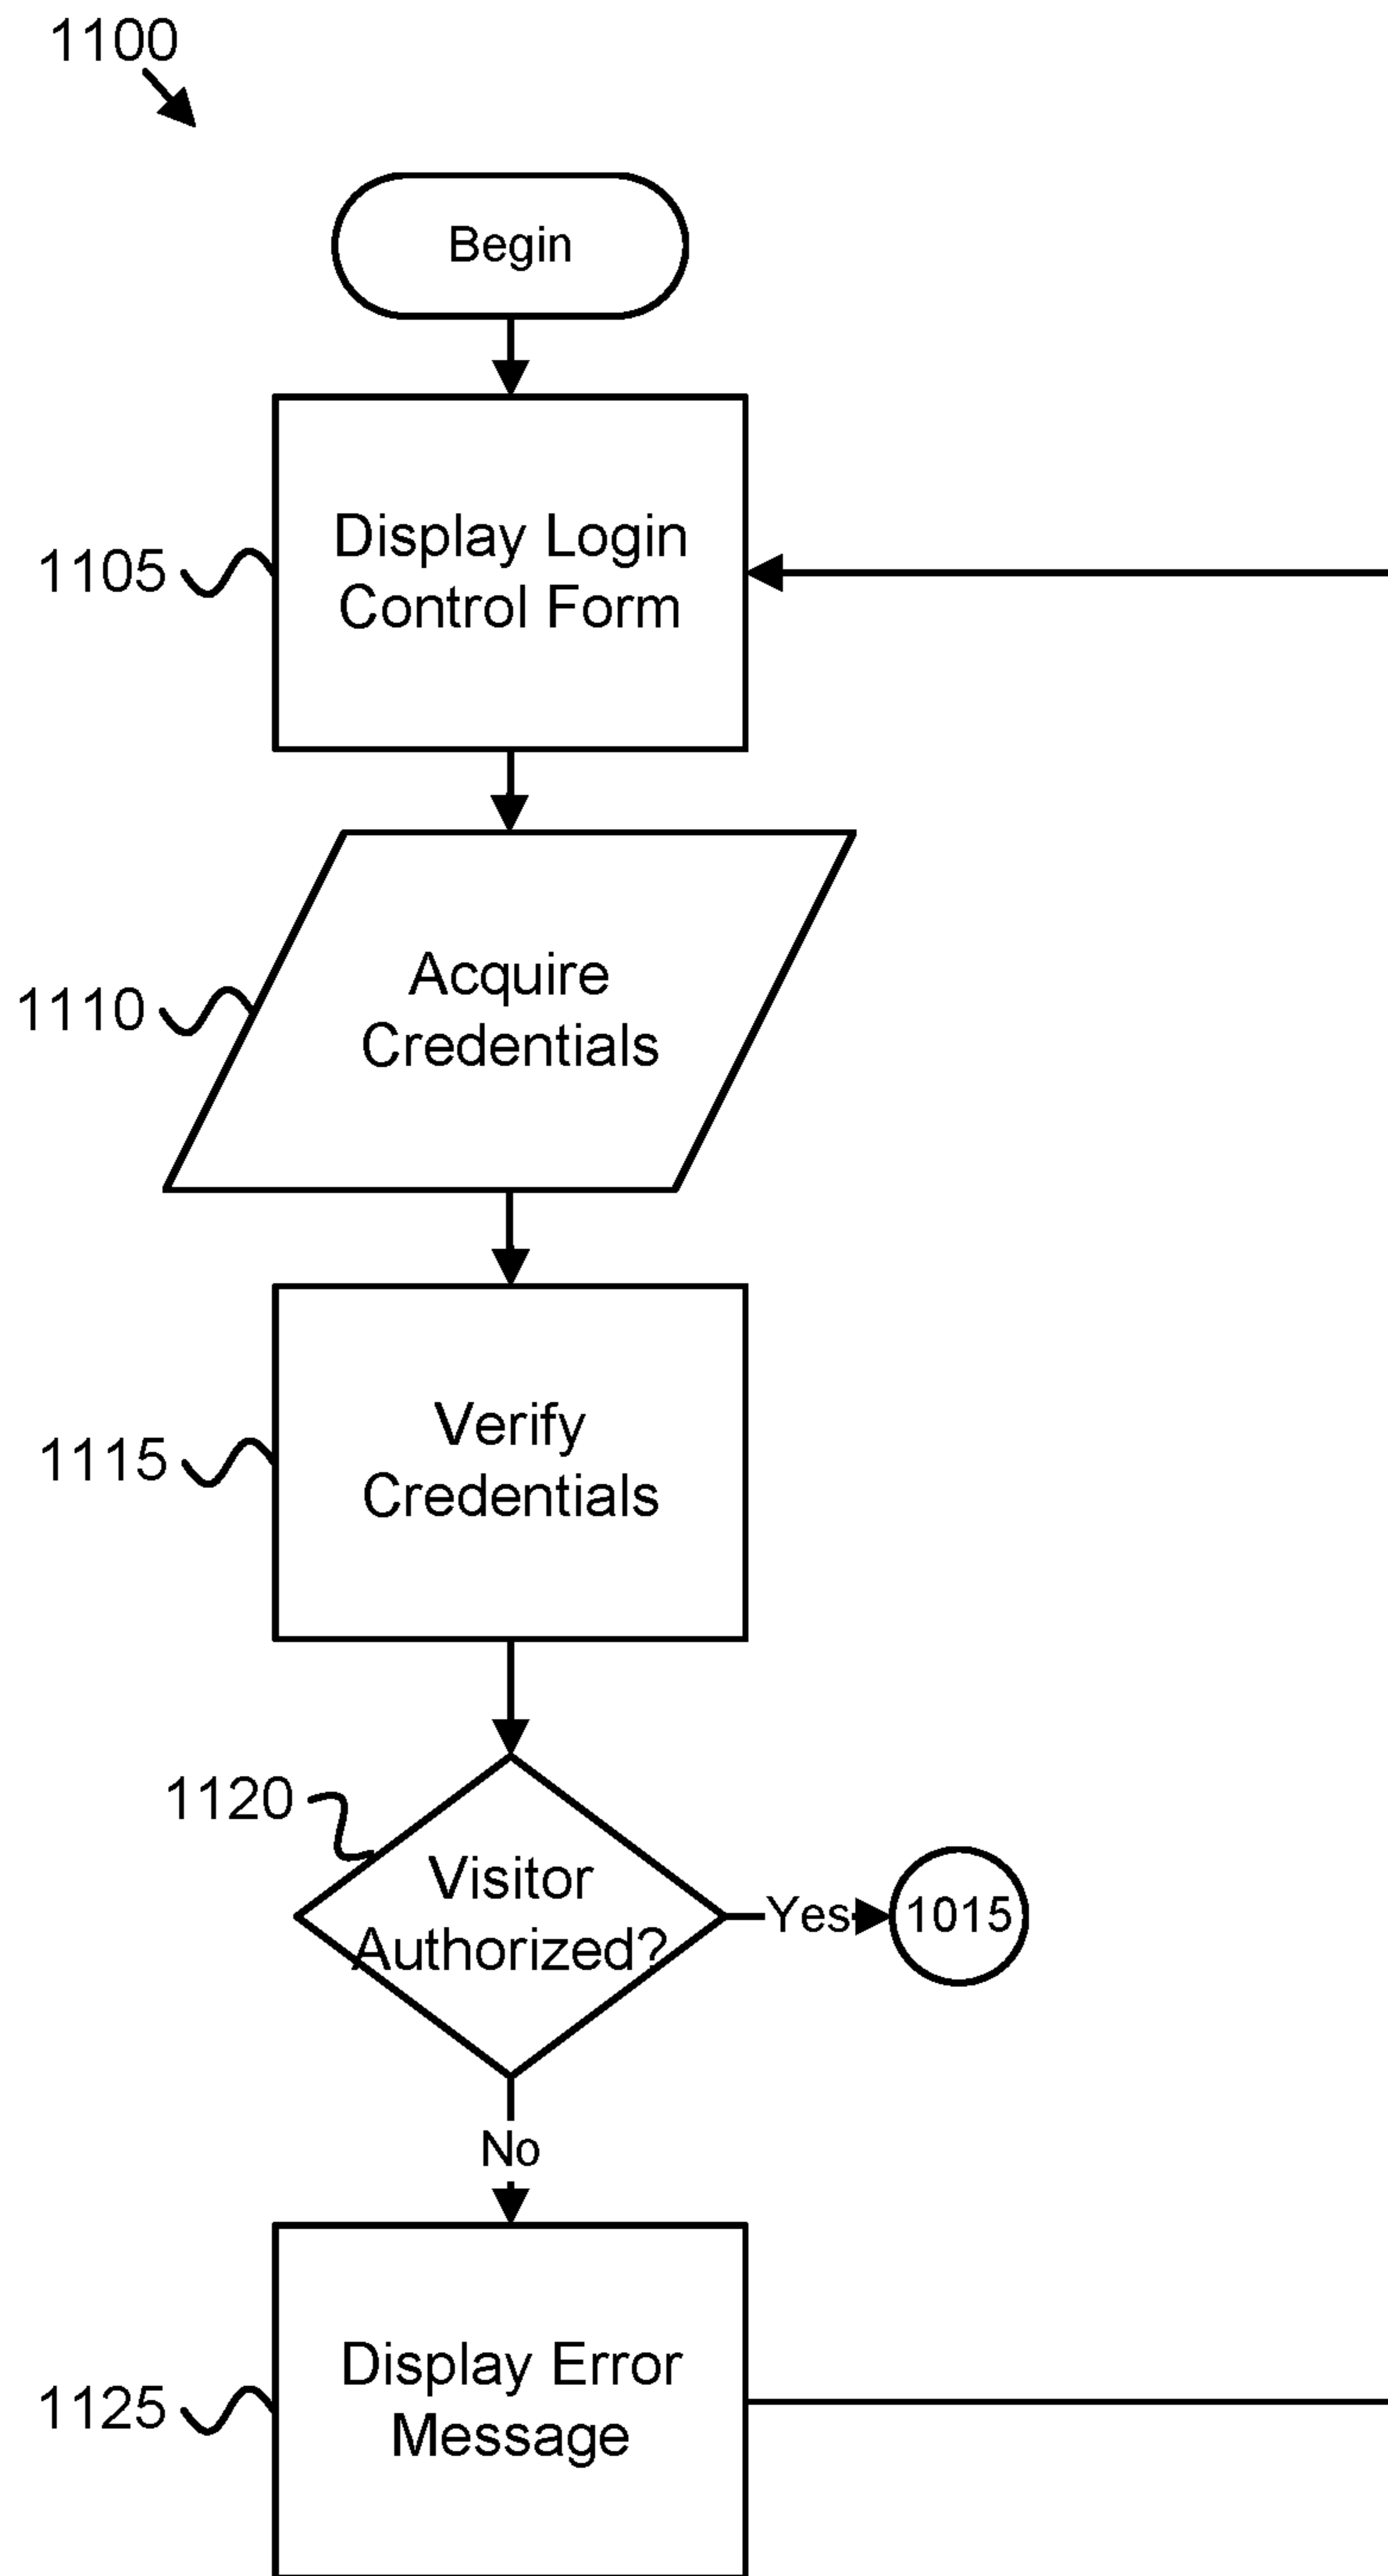 1100
Begin
1105
Display Login
Control Form
1110
Acquire
Credentials
1115
Verify
Credentials
1120
Visitor
Authorized?
Yes
1015
No
1125
Display Error
Message